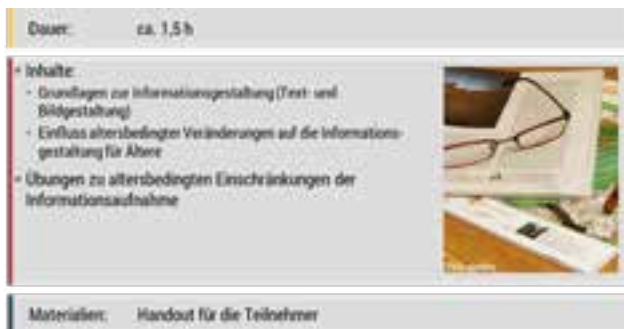 Dauer: ca. 1,5 h
• Inhalte:
- Grundlagen zur Informationsgestaltung (Text- und
Bildgestaltung)
- Einfluss altersbedingter Veränderungen auf die Informations-
gestaltung für Ältere
• Übungen zu altersbedingten Einschränkungen der
Informationsaufnahme
Materialien: Handout für die Teilnehmer